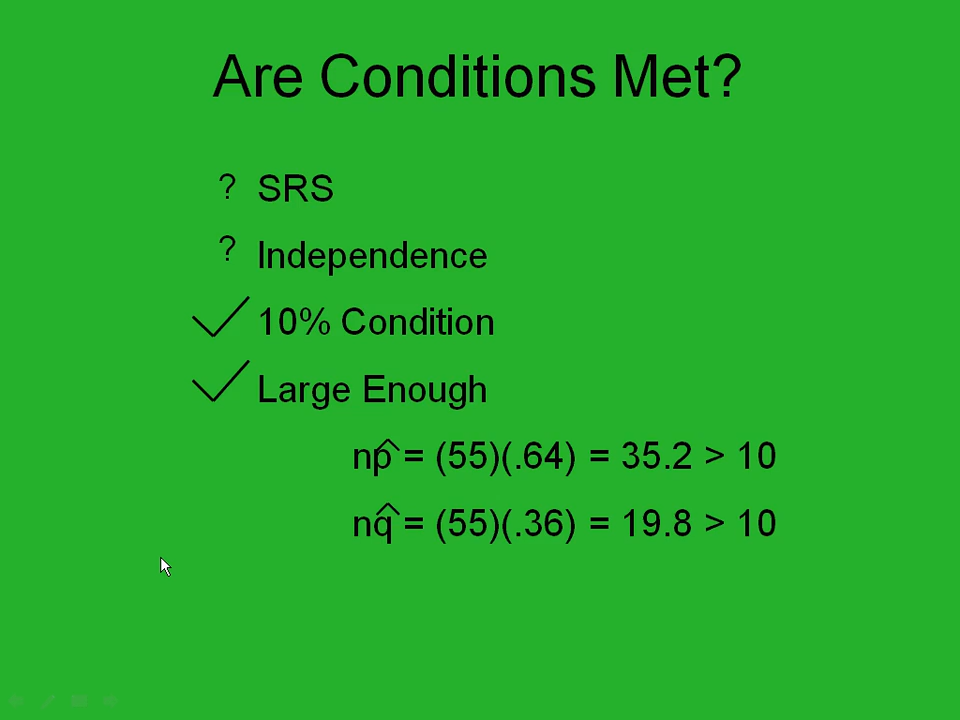 Are Conditions Met?
? SRS
? Independence
✓ 10% Condition
✓ Large Enough
np̂ = (55)(.64) = 35.2 > 10
nq̂ = (55)(.36) = 19.8 > 10